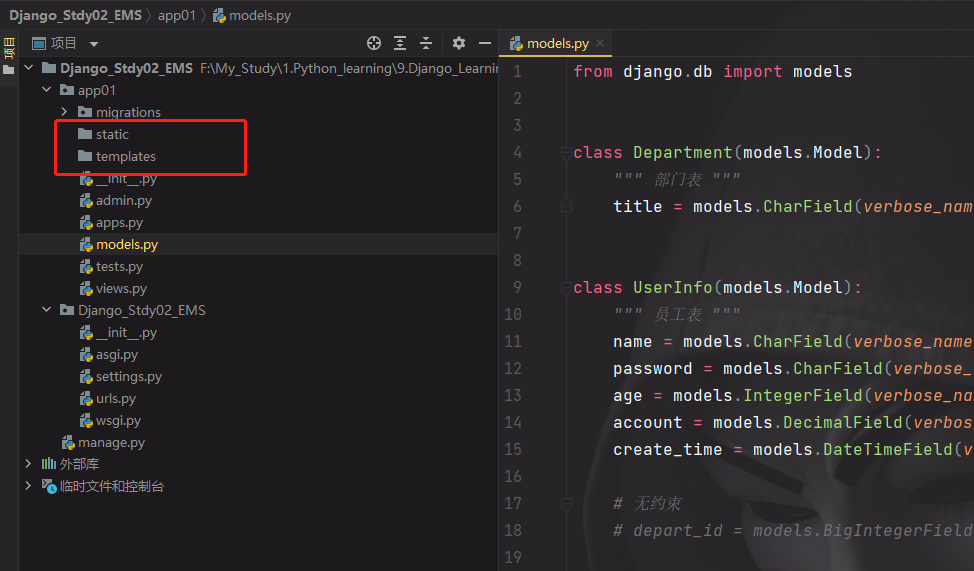 Django_Stdy02_EMS 〉 app01 〉 models.py
项目
项目
Django_Stdy02_EMS F:\My_Study\1.Python_learning\9.Django_Learnin
app01
migrations
static
templates
__init__.py
admin.py
apps.py
models.py
tests.py
views.py
Django_Stdy02_EMS
__init__.py
asgi.py
settings.py
urls.py
wsgi.py
manage.py
外部库
临时文件和控制台
models.py
1 from django.db import models
2
3
4 class Department(models.Model):
5 """ 部门表 """
6 title = models.CharField(verbose_nam
7
8
9 class UserInfo(models.Model):
10 """ 员工表 """
11 name = models.CharField(verbose_name
12 password = models.CharField(verbose_
13 age = models.IntegerField(verbose_na
14 account = models.DecimalField(verbos
15 create_time = models.DateTimeField(v
16
17 # 无约束
18 # depart_id = models.BigIntegerField
19